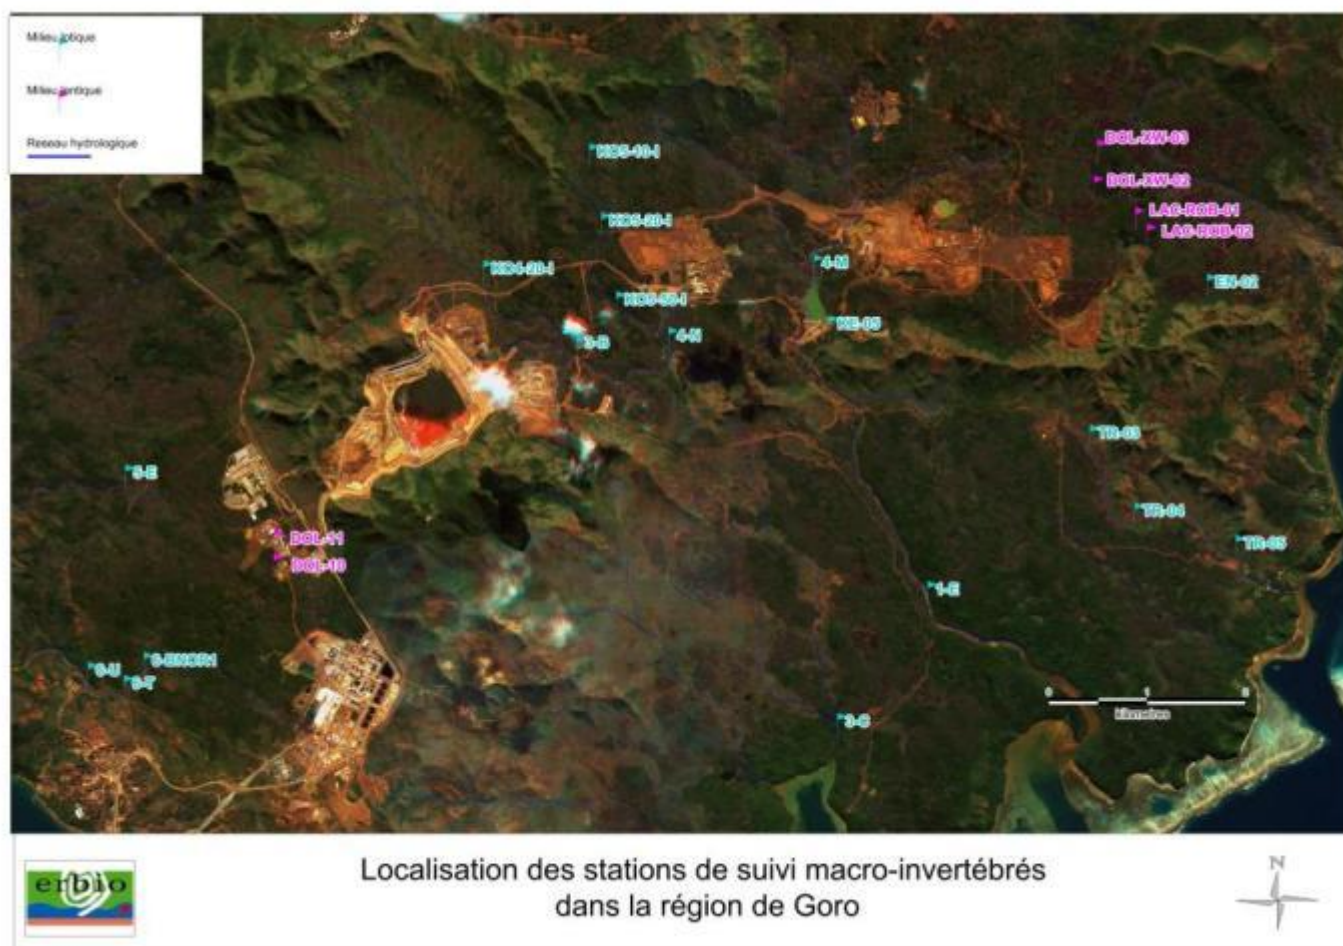 Milieu lotique
Milieu lentique
Reseau hydrologique
DOL-XW-03
KO5-10-I
DOL-XW-02
LAC-ROB-01
KO5-20-I
LAC-ROB-02
4-M
KO4-20-I
EN-02
KO5-50-I
KE-05
4-N
3-B
TR-03
5-E
TR-04
DOL-11
TR-05
DOL-10
1-E
6-BNOR1
6-U
6-T
0 1
kilomètres
3-C
erbio
Localisation des stations de suivi macro-invertébrés
dans la région de Goro
N